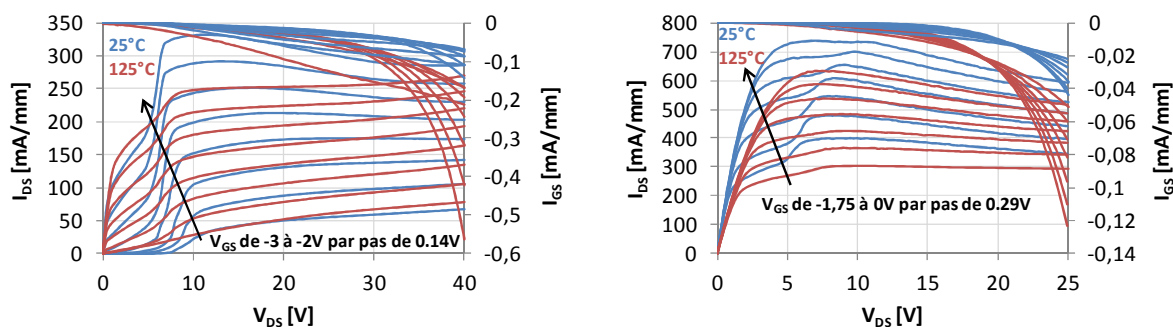 350
300
250
200
150
100
50
0
I_DS [mA/mm]
25°C
125°C
V_GS de -3 à -2V par pas de 0.14V
0
-0,1
-0,2
-0,3
-0,4
-0,5
-0,6
I_GS [mA/mm]
0 10 20 30 40
V_DS [V]
800
700
600
500
400
300
200
100
0
I_DS [mA/mm]
25°C
125°C
V_GS de -1,75 à 0V par pas de 0.29V
0
-0,02
-0,04
-0,06
-0,08
-0,1
-0,12
-0,14
I_GS [mA/mm]
0 5 10 15 20 25
V_DS [V]